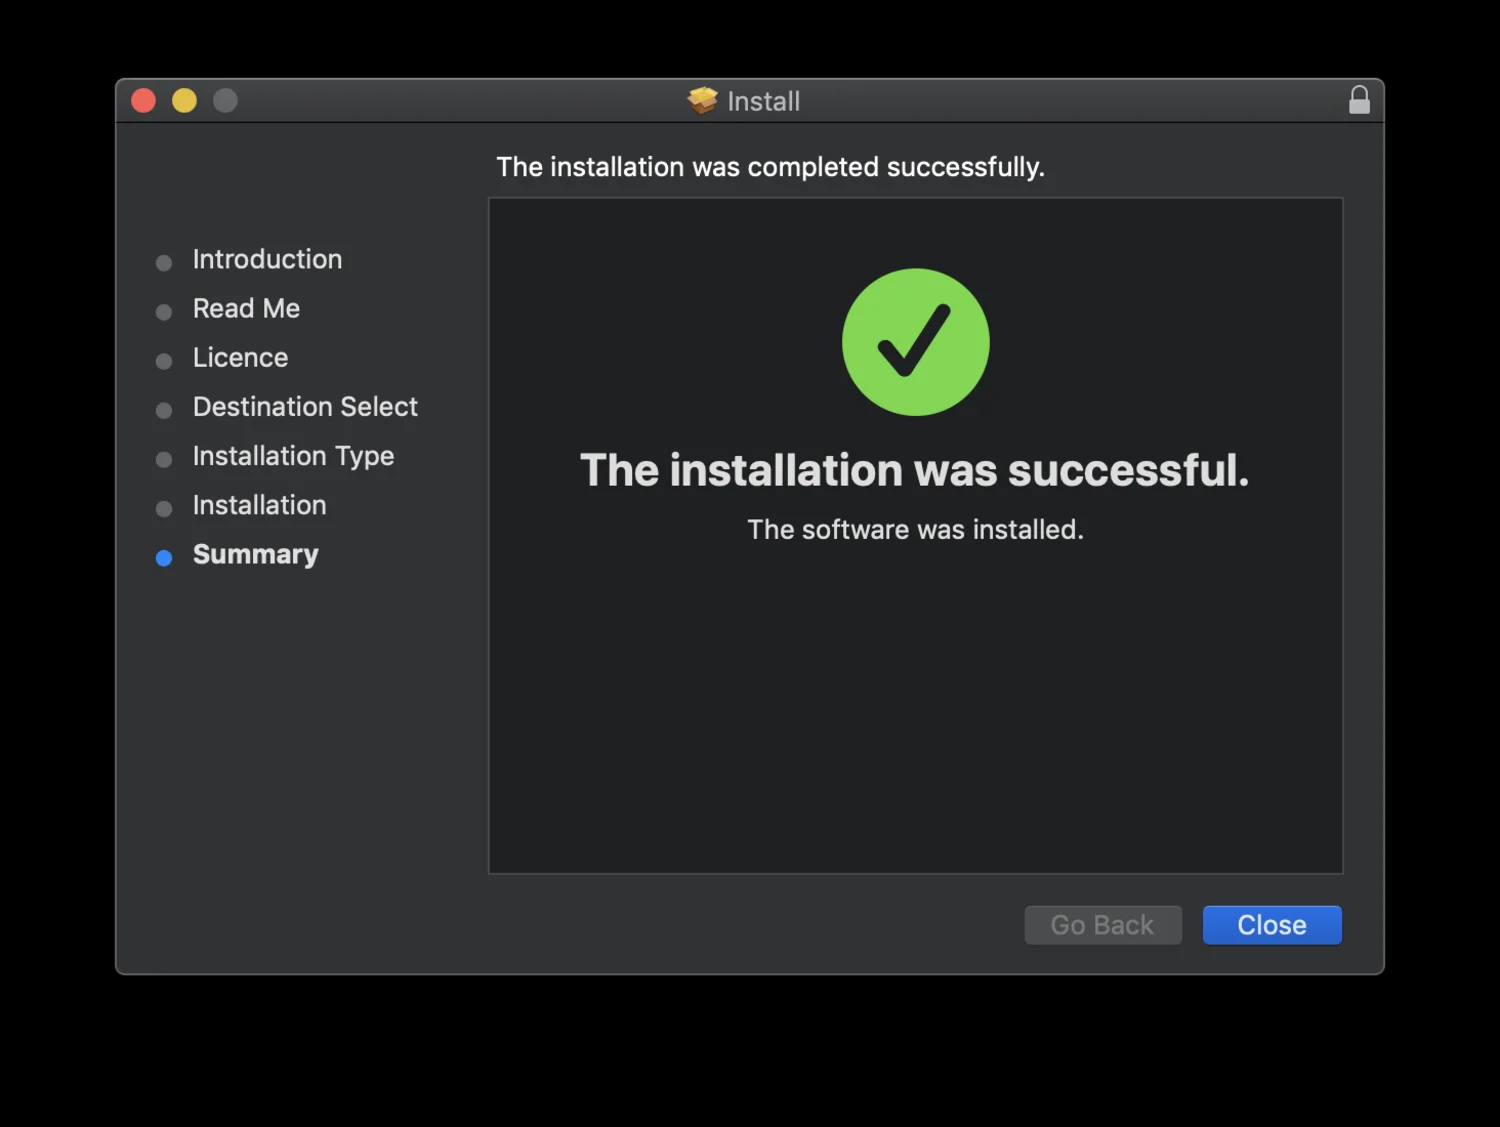 Install
The installation was completed successfully.
Introduction
Read Me
Licence
Destination Select
Installation Type
Installation
Summary
The installation was successful.
The software was installed.
Go Back
Close